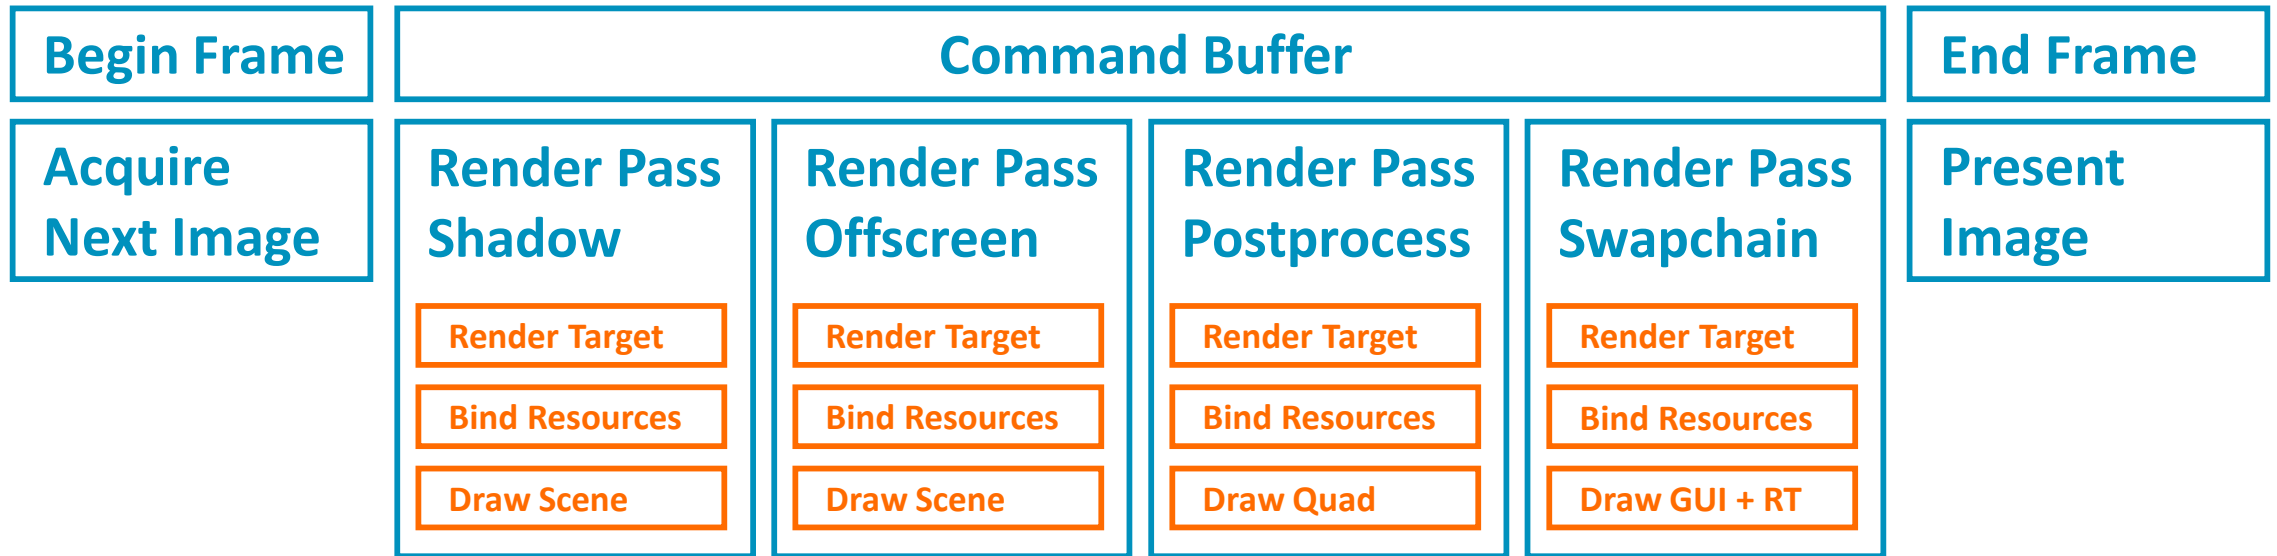 Begin Frame
Command Buffer
End Frame
Acquire
Next Image
Render Pass
Shadow
Render Target
Bind Resources
Draw Scene
Render Pass
Offscreen
Render Target
Bind Resources
Draw Scene
Render Pass
Postprocess
Render Target
Bind Resources
Draw Quad
Render Pass
Swapchain
Render Target
Bind Resources
Draw GUI + RT
Present
Image